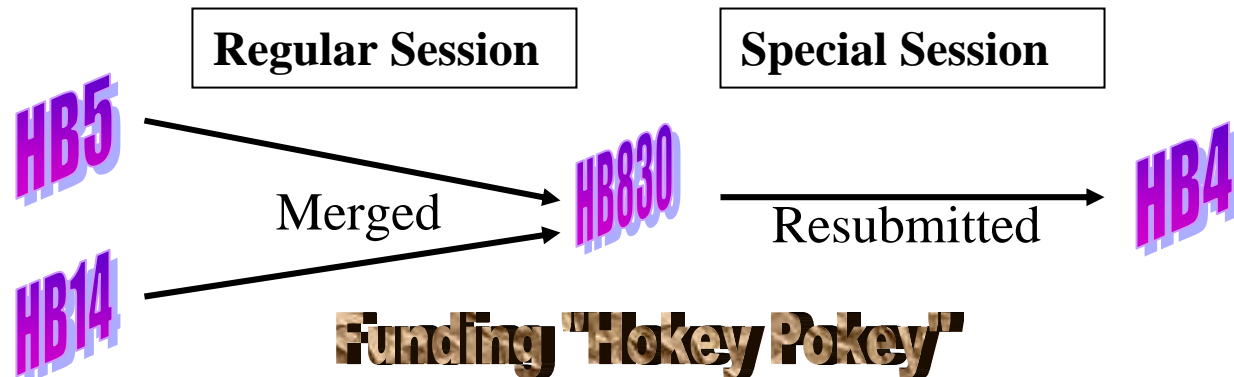 Regular Session
Special Session
HB5
HB830
HB4
Merged
Resubmitted
HB14
Funding "Hokey Pokey"